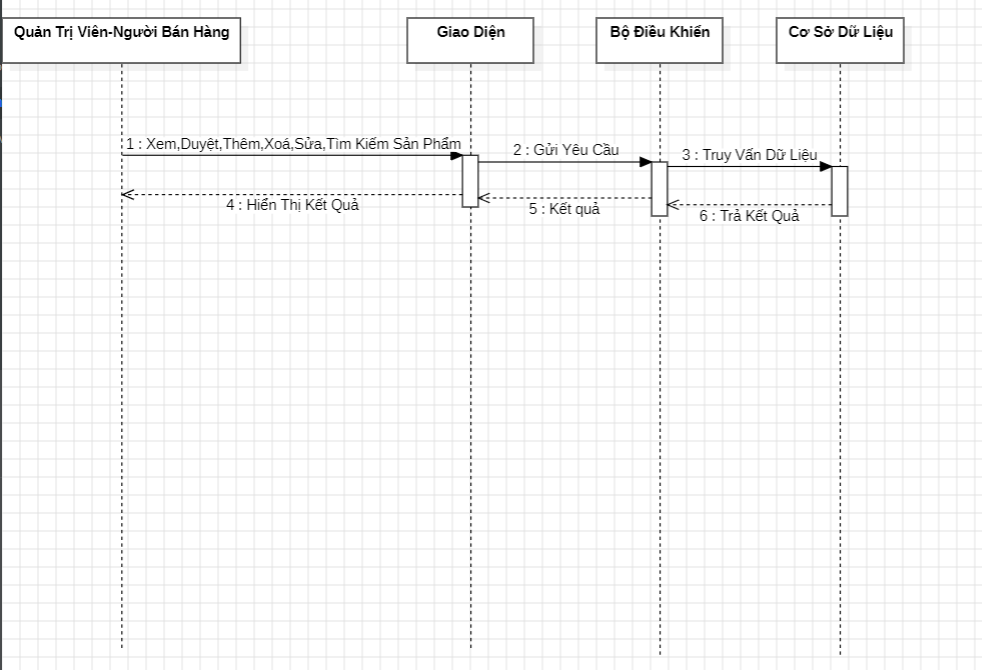 Quản Trị Viên-Người Bán Hàng
Giao Diện
Bộ Điều Khiển
Cơ Sở Dữ Liệu
1 : Xem,Duyệt,Thêm,Xoá,Sửa,Tìm Kiếm Sản Phẩm
2 : Gửi Yêu Cầu
3 : Truy Vấn Dữ Liệu
4 : Hiển Thị Kết Quả
5 : Kết quả
6 : Trả Kết Quả